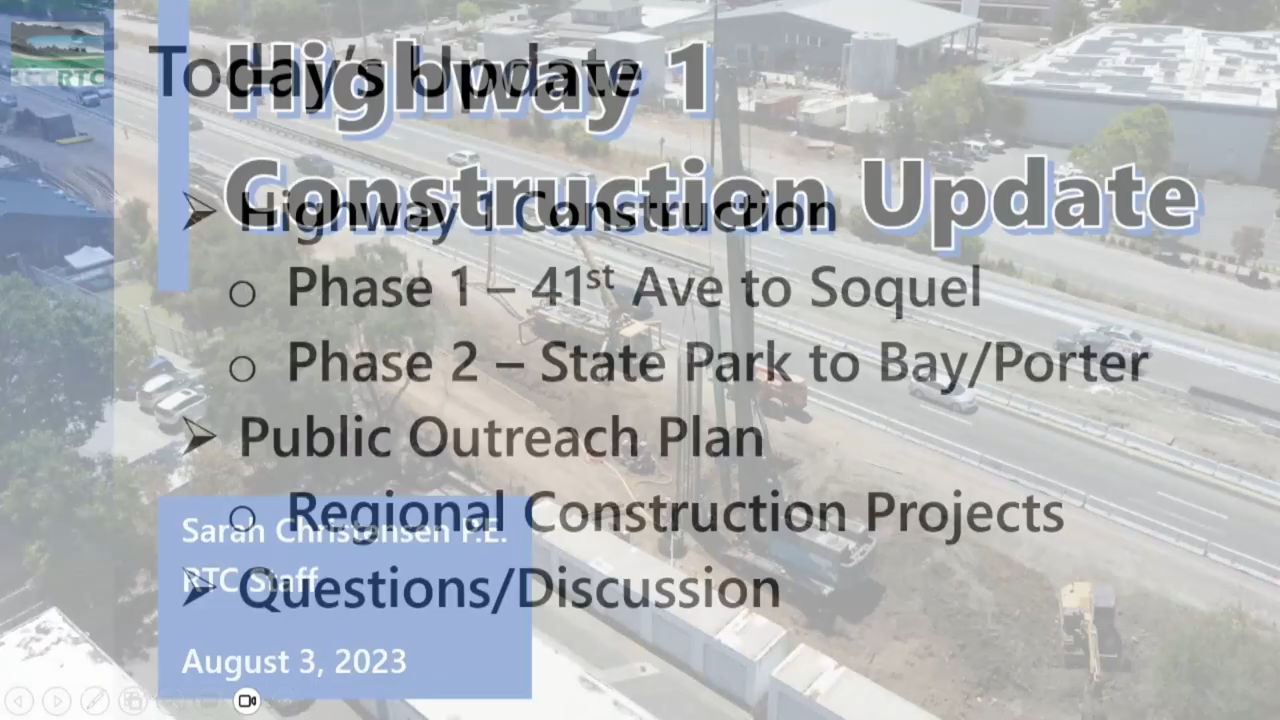 Today's Update
Highway 1
Construction Update
➢ Highway 1 Construction
o Phase 1 – 41st Ave to Soquel
o Phase 2 – State Park to Bay/Porter
➢ Public Outreach Plan
o Regional Construction Projects
Sarah Christensen P.E.
RTC Staff
➢ Questions/Discussion
August 3, 2023